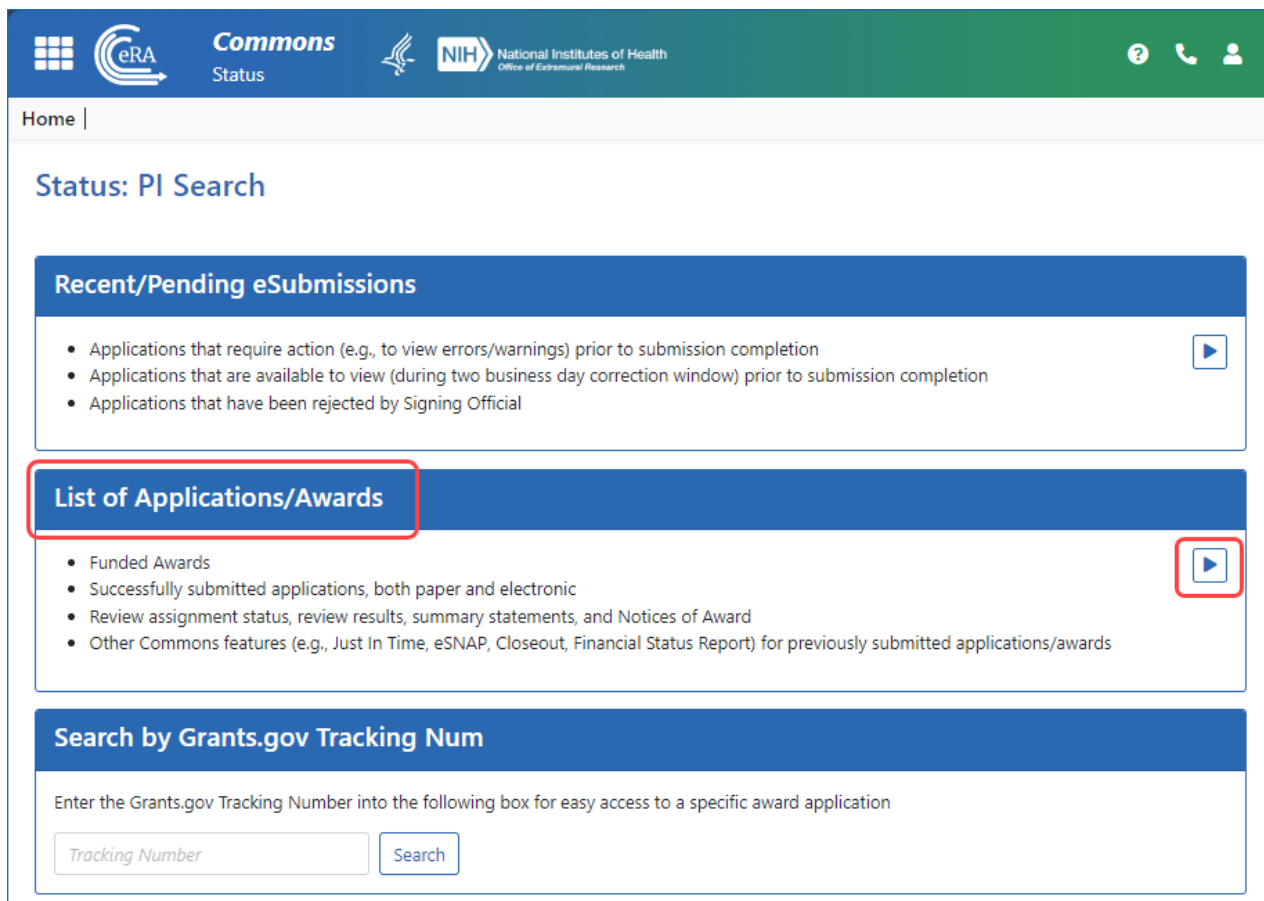 eRA
Commons
Status
NIH
National Institutes of Health
Office of Extramural Research
?
Home |
Status: PI Search
Recent/Pending eSubmissions
• Applications that require action (e.g., to view errors/warnings) prior to submission completion
• Applications that are available to view (during two business day correction window) prior to submission completion
• Applications that have been rejected by Signing Official
List of Applications/Awards
• Funded Awards
• Successfully submitted applications, both paper and electronic
• Review assignment status, review results, summary statements, and Notices of Award
• Other Commons features (e.g., Just In Time, eSNAP, Closeout, Financial Status Report) for previously submitted applications/awards
Search by Grants.gov Tracking Num
Enter the Grants.gov Tracking Number into the following box for easy access to a specific award application
Tracking Number
Search